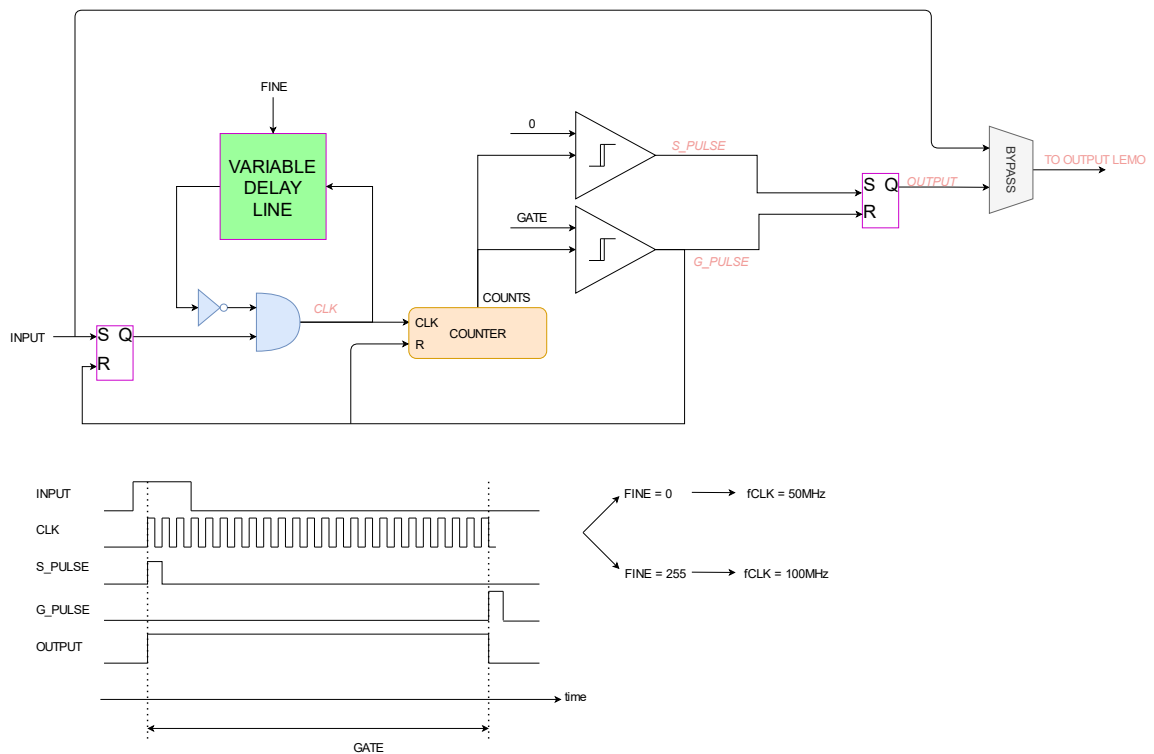 FINE
VARIABLE
DELAY
LINE
0
S_PULSE
GATE
G_PULSE
S Q
R
OUTPUT
BYPASS
TO OUTPUT LEMO
CLK
COUNTS
CLK
COUNTER
R
INPUT
S Q
R
INPUT
CLK
S_PULSE
G_PULSE
OUTPUT
time
GATE
FINE = 0
fCLK = 50MHz
FINE = 255
fCLK = 100MHz